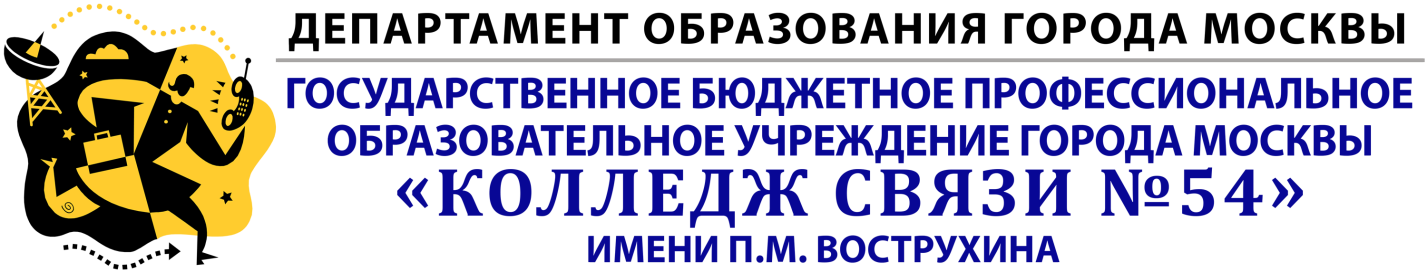 ДЕПАРТАМЕНТ ОБРАЗОВАНИЯ ГОРОДА МОСКВЫ
ГОСУДАРСТВЕННОЕ БЮДЖЕТНОЕ ПРОФЕССИОНАЛЬНОЕ
ОБРАЗОВАТЕЛЬНОЕ УЧРЕЖДЕНИЕ ГОРОДА МОСКВЫ
«КОЛЛЕДЖ СВЯЗИ №54»
ИМЕНИ П.М. ВОСТРУХИНА